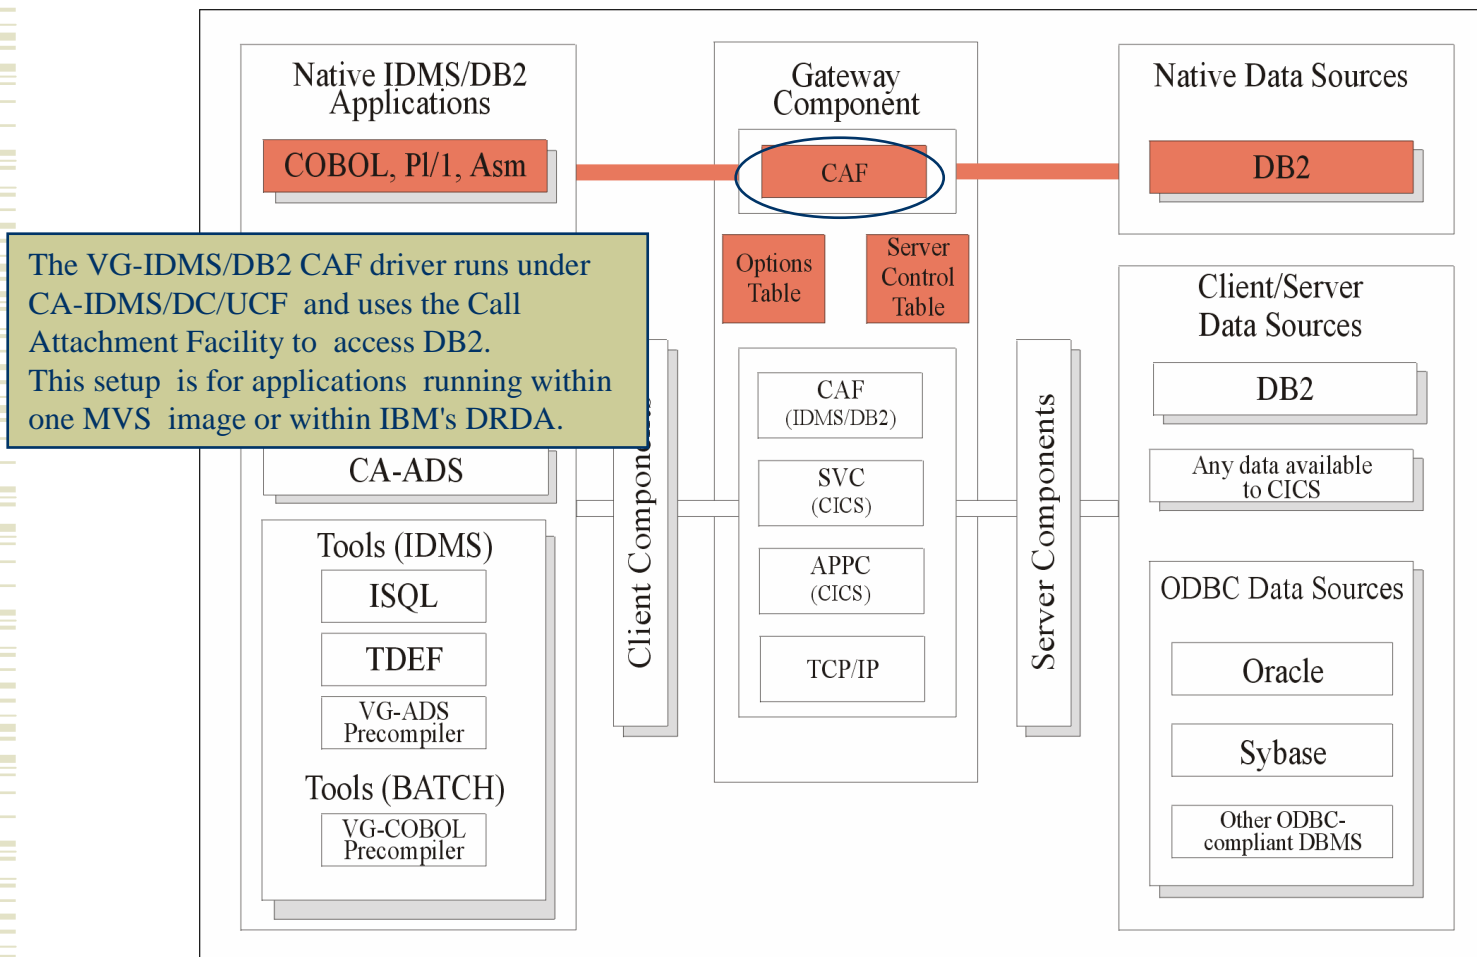 Native IDMS/DB2
Applications
COBOL, Pl/1, Asm
The VG-IDMS/DB2 CAF driver runs under
CA-IDMS/DC/UCF and uses the Call
Attachment Facility to access DB2.
This setup is for applications running within
one MVS image or within IBM's DRDA.
CA-ADS
Tools (IDMS)
ISQL
TDEF
VG-ADS
Precompiler
Tools (BATCH)
VG-COBOL
Precompiler
Client Components
Gateway
Component
CAF
Options
Table
Server
Control
Table
CAF
(IDMS/DB2)
SVC
(CICS)
APPC
(CICS)
TCP/IP
Server Components
Native Data Sources
DB2
Client/Server
Data Sources
DB2
Any data available
to CICS
ODBC Data Sources
Oracle
Sybase
Other ODBC-
compliant DBMS